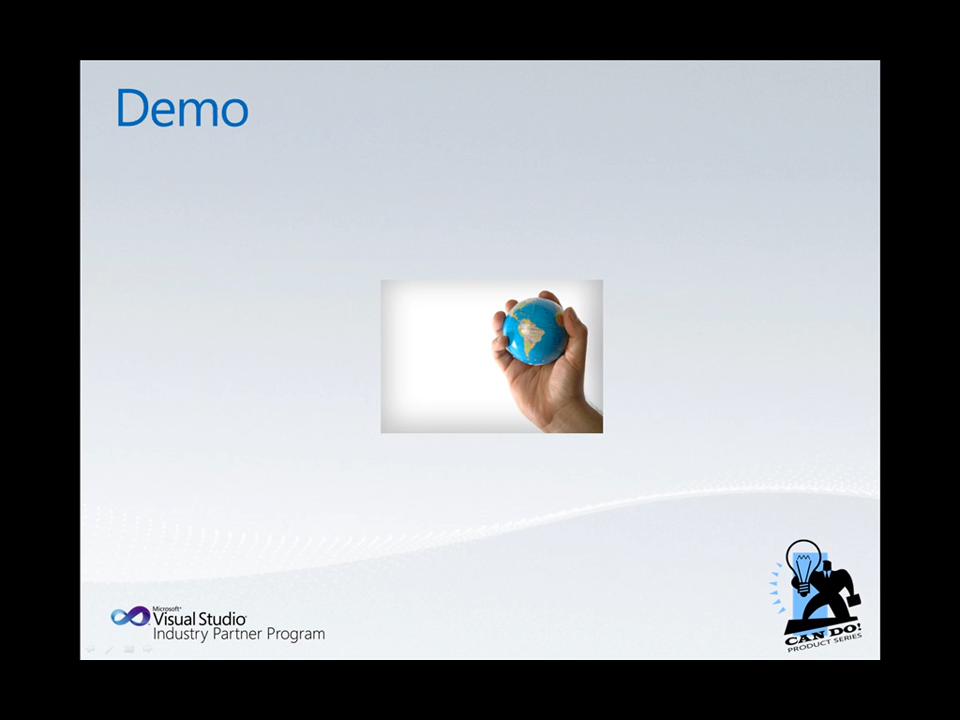 Demo
Microsoft®
Visual Studio®
Industry Partner Program
CAN DO!
PRODUCT SERIES